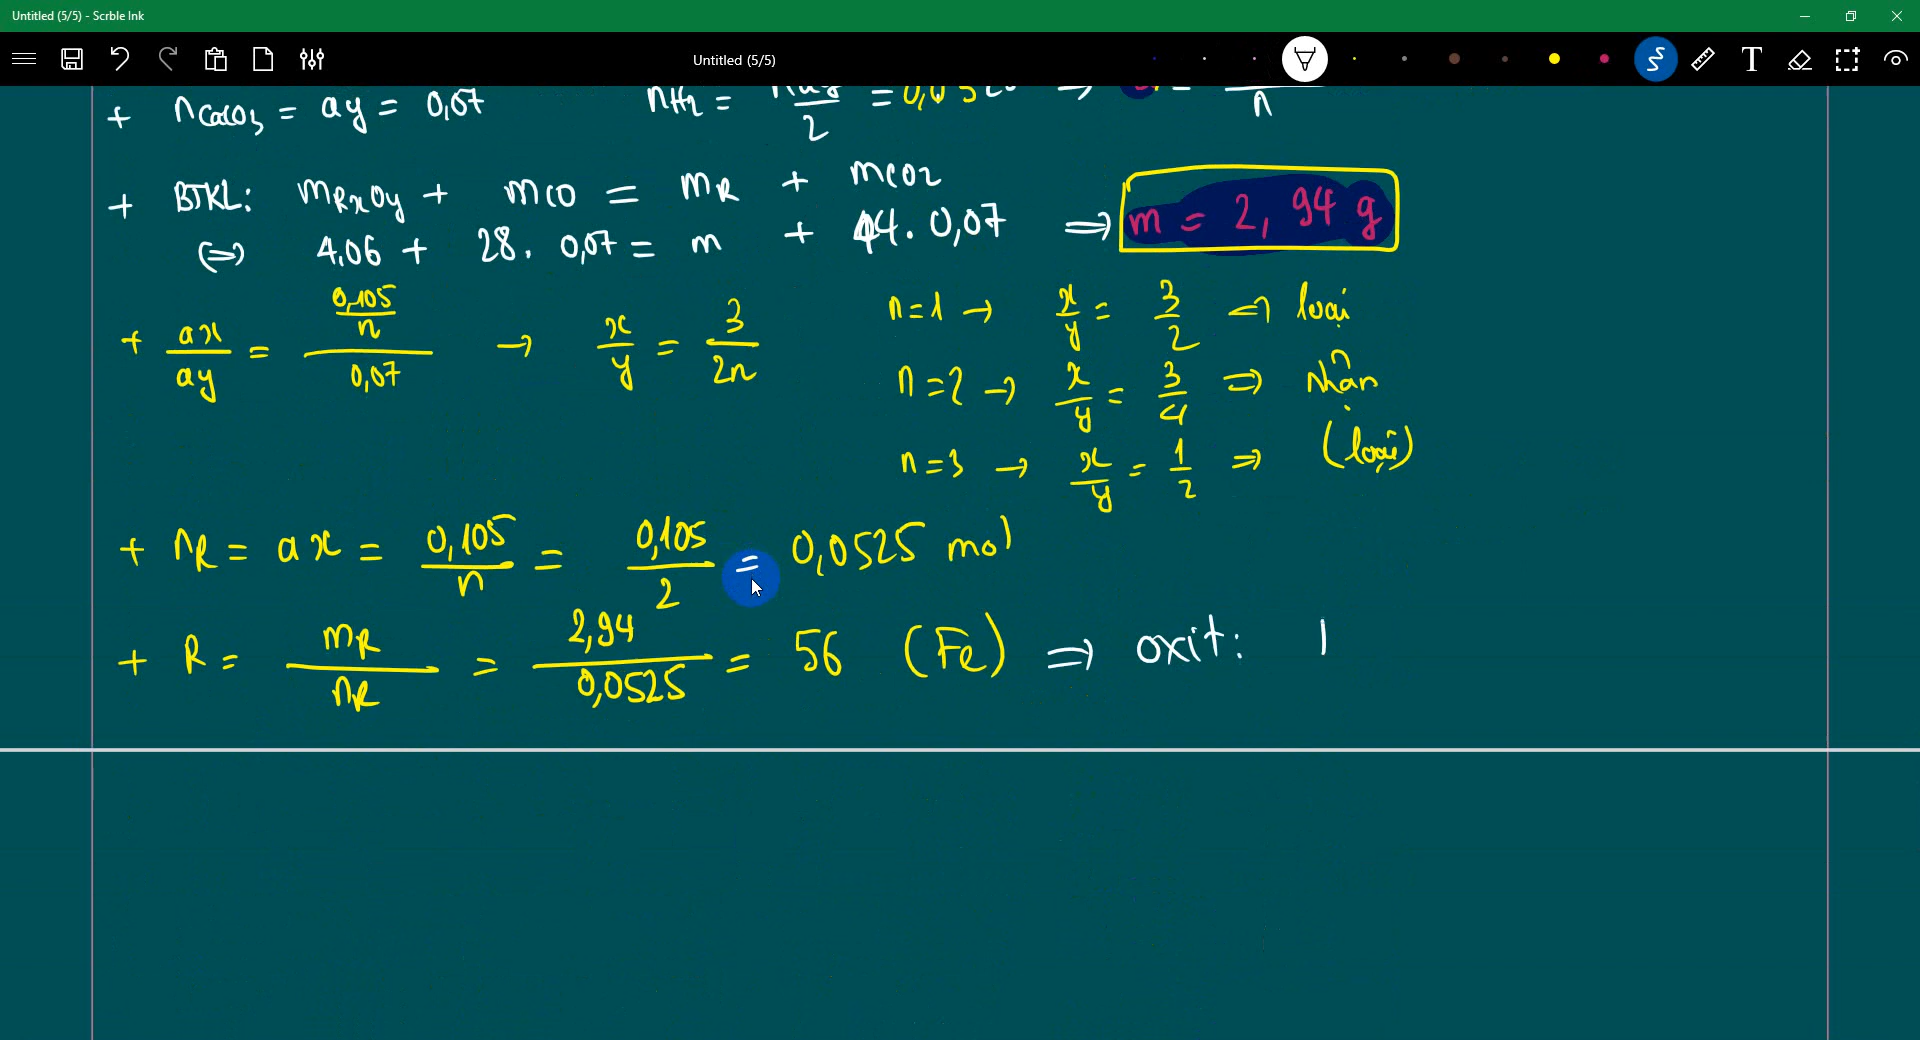 Untitled (5/5) - Scrble Ink
Untitled (5/5)
+ nCaCO3 = ay = 0,07 nH2 = 2 = n
+ BTKL: mRxOy + mCO = mR + mCO2
⇔ 4,06 + 28. 0,07 = m + 44. 0,07 ⇒ m = 2,94 g
+ ax/ay = (0,105/n)/0,07 → x/y = 3/2n
n=1 → x/y = 3/2 ⇒ loại
n=2 → x/y = 3/4 ⇒ nhận
n=3 → x/y = 1/2 ⇒ (loại)
+ nR = ax = 0,105/n = 0,105/2 = 0,0525 mol
+ R = mR/nR = 2,94/0,0525 = 56 (Fe) ⇒ oxit: